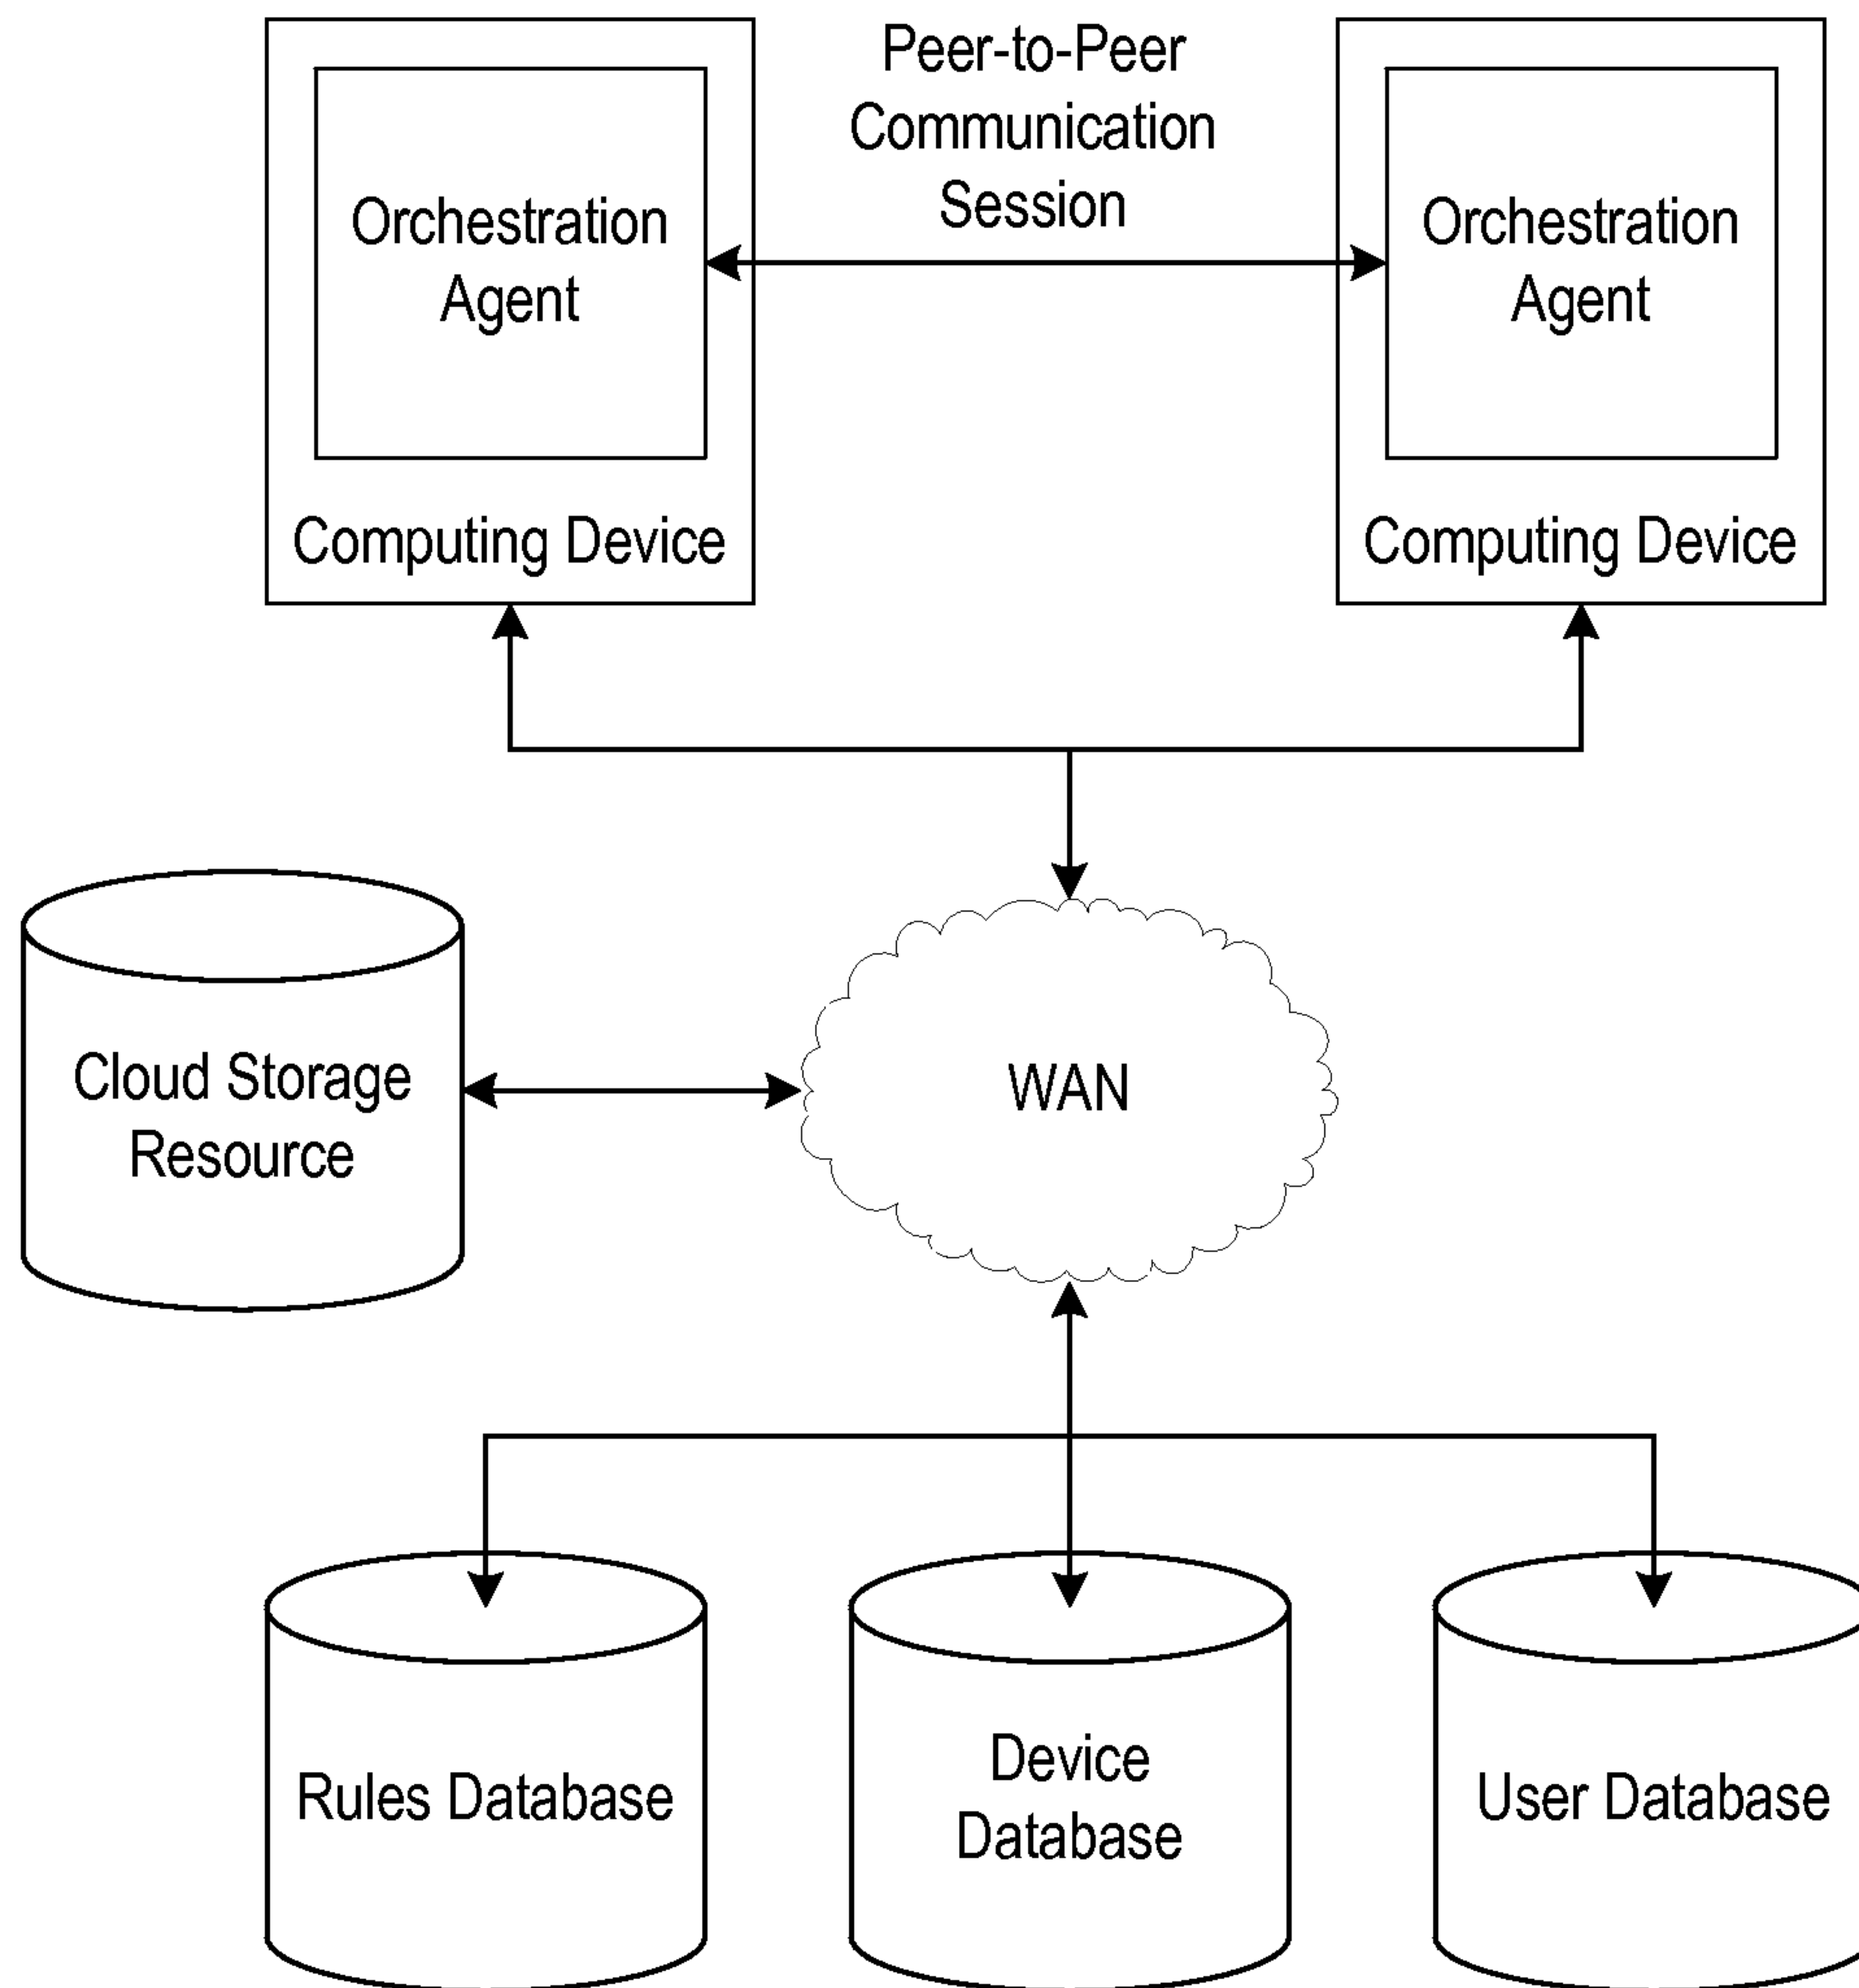 Peer-to-Peer
Communication
Session
Orchestration
Agent
Computing Device
Orchestration
Agent
Computing Device
Cloud Storage
Resource
WAN
Rules Database
Device
Database
User Database